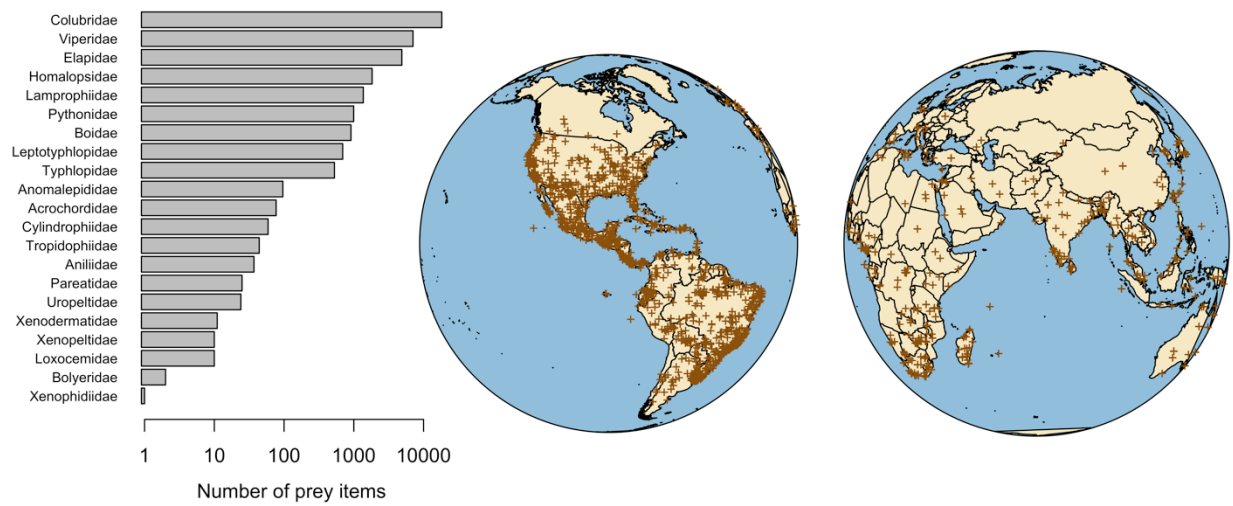 Colubridae
Viperidae
Elapidae
Homalopsidae
Lamprophiidae
Pythonidae
Boidae
Leptotyphlopidae
Typhlopidae
Anomalepididae
Acrochordidae
Cylindrophiidae
Tropidophiidae
Aniliidae
Pareatidae
Uropeltidae
Xenodermatidae
Xenopeltidae
Loxocemidae
Bolyeridae
Xenophidiidae
1 10 100 1000 10000
Number of prey items